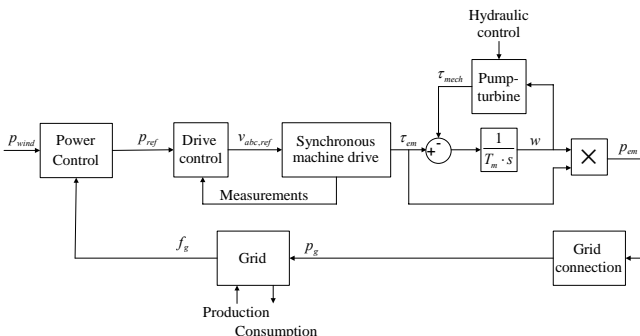 Hydraulic
control
τ_mech
Pump-
turbine
p_wind
Power
Control
p_ref
Drive
control
v_abc,ref
Synchronous
machine drive
τ_em
-
+
1
T_m · s
w
×
p_em
Measurements
f_g
Grid
p_g
Grid
connection
Production
Consumption